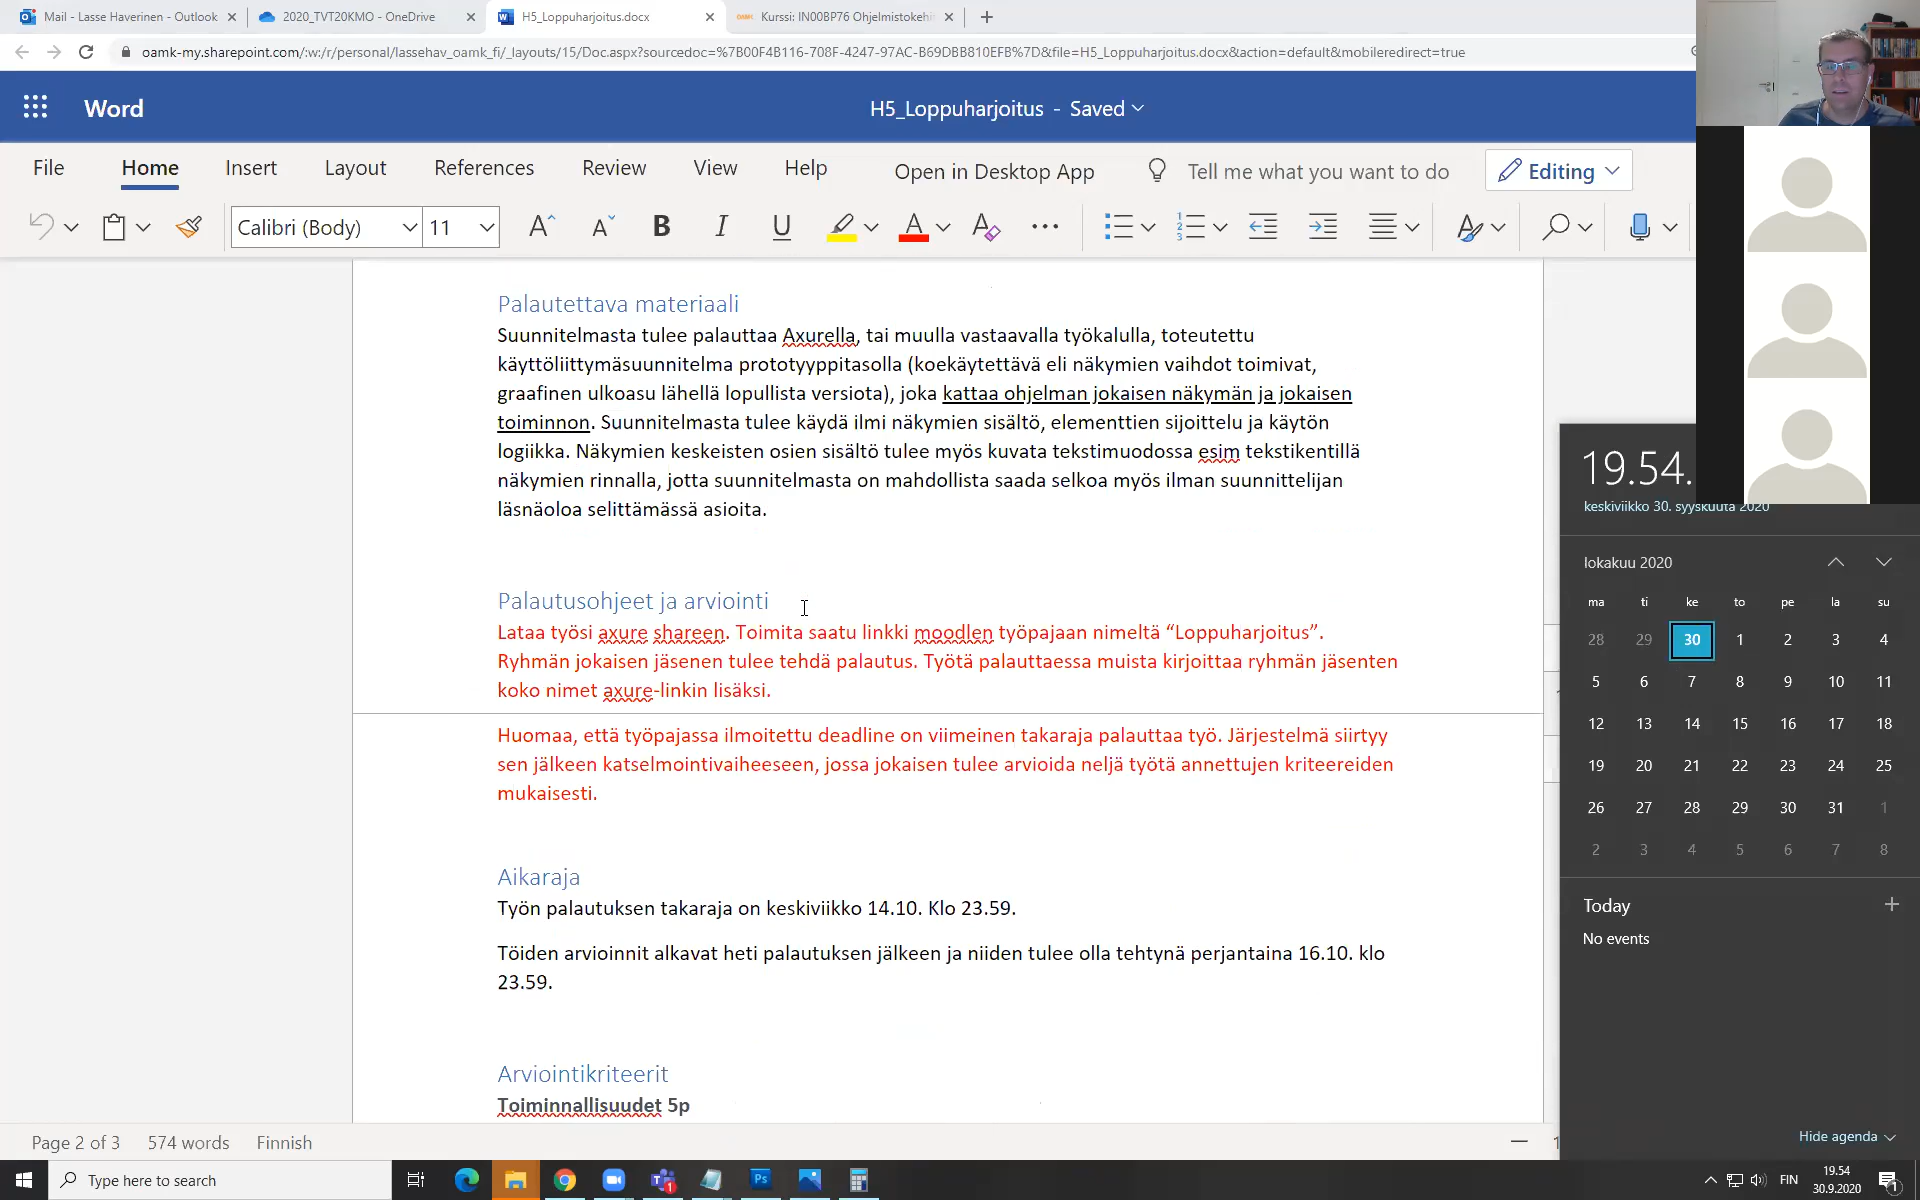 Mail - Lasse Haverinen - Outlook
2020_TVT20KMO - OneDrive
H5_Loppuharjoitus.docx
Kurssi: IN00BP76 Ohjelmistokehi
oamk-my.sharepoint.com/:w:/r/personal/lassehav_oamk_fi/_layouts/15/Doc.aspx?sourcedoc=%7B00F4B116-708F-4247-97AC-B69DBB810EFB%7D&file=H5_Loppuharjoitus.docx&action=default&mobileredirect=true
Word
H5_Loppuharjoitus - Saved
File Home Insert Layout References Review View Help Open in Desktop App Tell me what you want to do Editing
Calibri (Body) 11
Palautettava materiaali
Suunnitelmasta tulee palauttaa Axurella, tai muulla vastaavalla työkalulla, toteutettu
käyttöliittymäsuunnitelma prototyyppitasolla (koekäytettävä eli näkymien vaihdot toimivat,
graafinen ulkoasu lähellä lopullista versiota), joka kattaa ohjelman jokaisen näkymän ja jokaisen
toiminnon. Suunnitelmasta tulee käydä ilmi näkymien sisältö, elementtien sijoittelu ja käytön
logiikka. Näkymien keskeisten osien sisältö tulee myös kuvata tekstimuodossa esim tekstikentillä
näkymien rinnalla, jotta suunnitelmasta on mahdollista saada selkoa myös ilman suunnittelijan
läsnäoloa selittämässä asioita.
Palautusohjeet ja arviointi
Lataa työsi axure shareen. Toimita saatu linkki moodlen työpajaan nimeltä “Loppuharjoitus”.
Ryhmän jokaisen jäsenen tulee tehdä palautus. Työtä palauttaessa muista kirjoittaa ryhmän jäsenten
koko nimet axure-linkin lisäksi.
Huomaa, että työpajassa ilmoitettu deadline on viimeinen takaraja palauttaa työ. Järjestelmä siirtyy
sen jälkeen katselmointivaiheeseen, jossa jokaisen tulee arvioida neljä työtä annettujen kriteereiden
mukaisesti.
Aikaraja
Työn palautuksen takaraja on keskiviikko 14.10. Klo 23.59.
Töiden arvioinnit alkavat heti palautuksen jälkeen ja niiden tulee olla tehtynä perjantaina 16.10. klo
23.59.
Arviointikriteerit
Toiminnallisuudet 5p
Page 2 of 3 574 words Finnish
19.54.
keskiviikko 30. syyskuuta 2020
lokakuu 2020
ma ti ke to pe la su
28 29 30 1 2 3 4
5 6 7 8 9 10 11
12 13 14 15 16 17 18
19 20 21 22 23 24 25
26 27 28 29 30 31 1
2 3 4 5 6 7 8
Today
No events
Hide agenda
Type here to search
Ps
FIN
19.54
30.9.2020